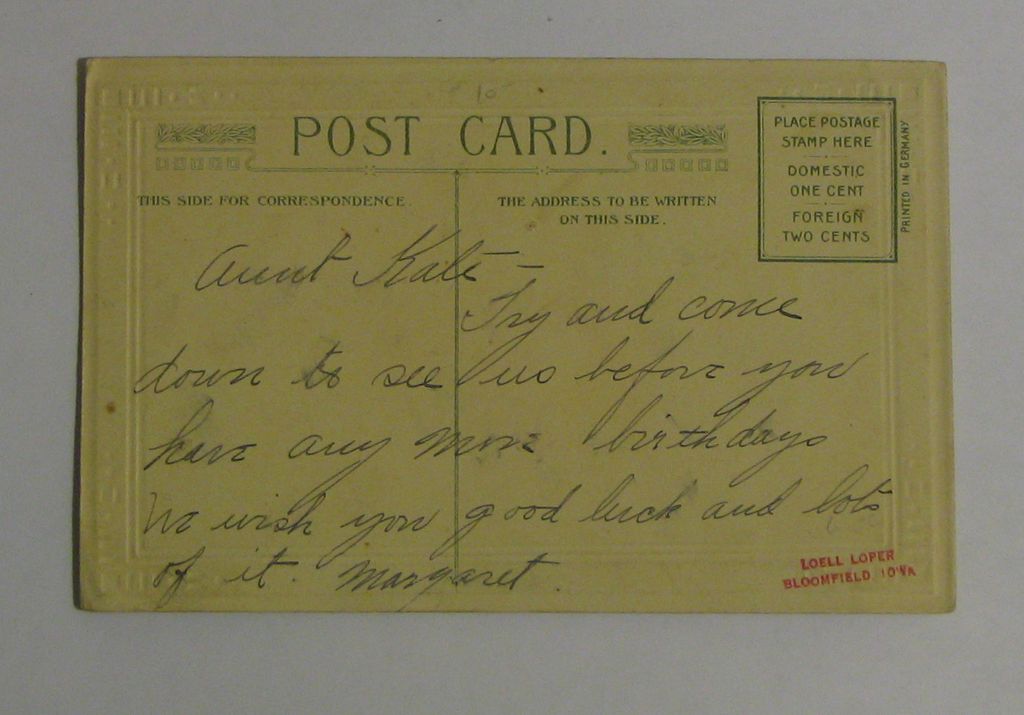 10
POST CARD.
PLACE POSTAGE
STAMP HERE
DOMESTIC
ONE CENT
FOREIGN
TWO CENTS
PRINTED IN GERMANY
THIS SIDE FOR CORRESPONDENCE.
THE ADDRESS TO BE WRITTEN
ON THIS SIDE.
Aunt Kate –
Try and come
down to see us before you
have any more birthdays
We wish you good luck and lots
of it. Margaret.
LOELL LOPER
BLOOMFIELD IOWA